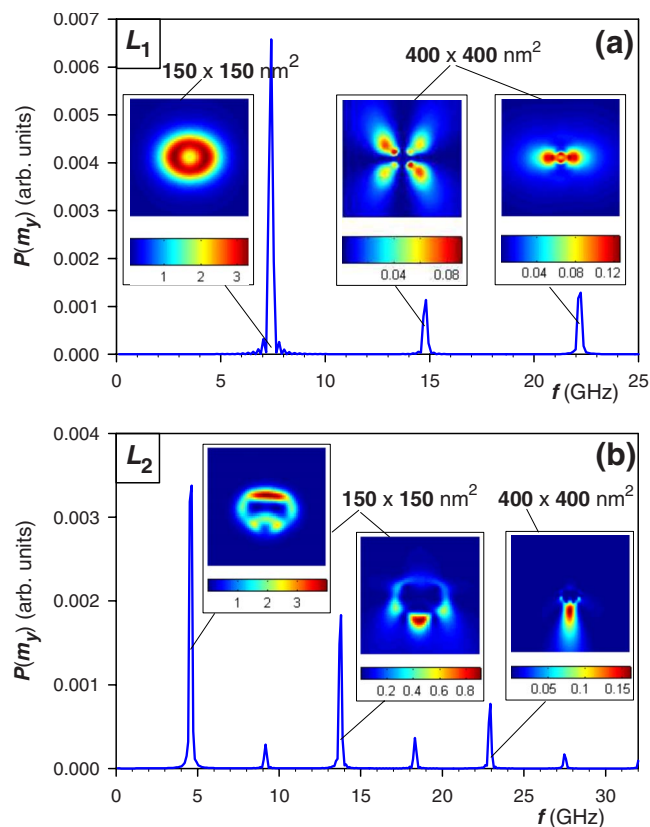 L1
(a)
150 x 150 nm2
400 x 400 nm2
P(my) (arb. units)
0.007
0.006
0.005
0.004
0.003
0.002
0.001
0.000
1 2 3
0.04 0.08
0.04 0.08 0.12
0 5 10 15 20 25
f (GHz)
L2
(b)
150 x 150 nm2
400 x 400 nm2
P(my) (arb. units)
0.004
0.003
0.002
0.001
0.000
1 2 3
0.2 0.4 0.6 0.8
0.05 0.10 0.15
0 5 10 15 20 25 30
f (GHz)